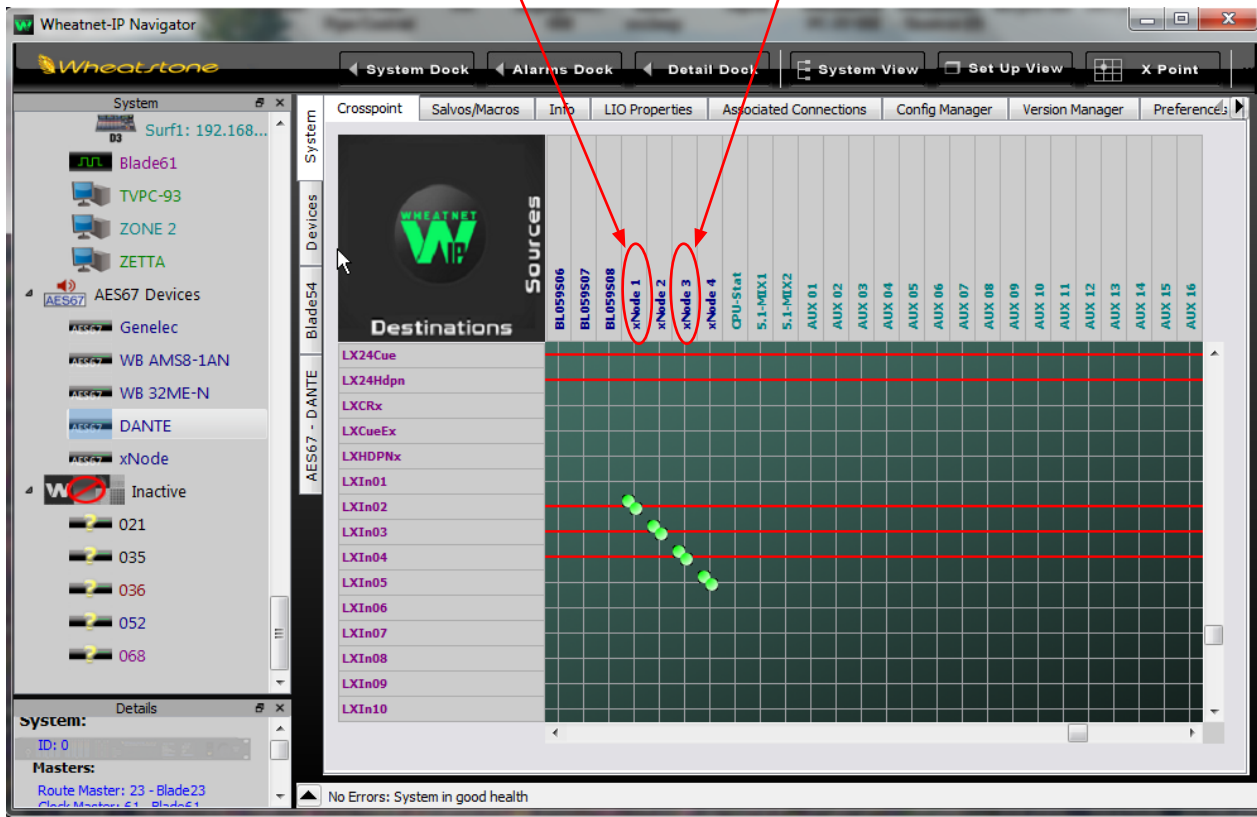 Wheatnet-IP Navigator
Wheatstone
System Dock Alarms Dock Detail Dock System View Set Up View X Point
System
D3 Surf1: 192.168...
Blade61
TVPC-93
ZONE 2
ZETTA
AES67 AES67 Devices
AES67 Genelec
AES67 WB AMS8-1AN
AES67 WB 32ME-N
AES67 DANTE
AES67 xNode
W Inactive
? 021
? 035
? 036
? 052
? 068
Details
System:
ID: 0
Masters:
Route Master: 23 - Blade23
Clock Master: 61 - Blade61
System
Devices
Blade54
AES67 - DANTE
Crosspoint Salvos/Macros Info LIO Properties Associated Connections Config Manager Version Manager Preferences
WHEATNET
IP
Sources
Destinations
BL059S06
BL059S07
BL059S08
xNode 1
xNode 2
xNode 3
xNode 4
CPU-Stat
5.1-MIX1
5.1-MIX2
AUX 01
AUX 02
AUX 03
AUX 04
AUX 05
AUX 06
AUX 07
AUX 08
AUX 09
AUX 10
AUX 11
AUX 12
AUX 13
AUX 14
AUX 15
AUX 16
LX24Cue
LX24Hdpn
LXCRx
LXCueEx
LXHDPNx
LXIn01
LXIn02
LXIn03
LXIn04
LXIn05
LXIn06
LXIn07
LXIn08
LXIn09
LXIn10
No Errors: System in good health